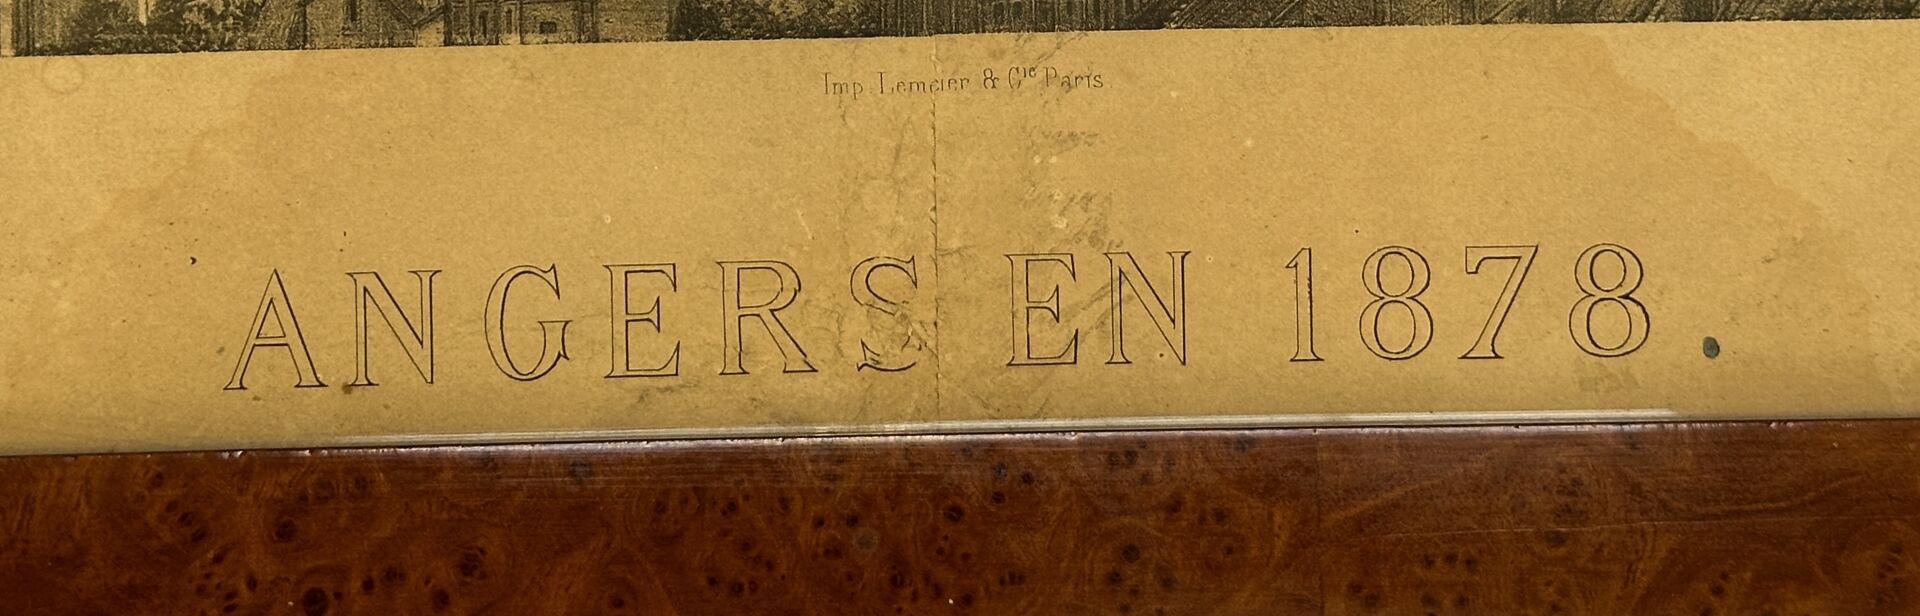 Imp. Lemercier & Cie Paris.
ANGERS EN 1878.